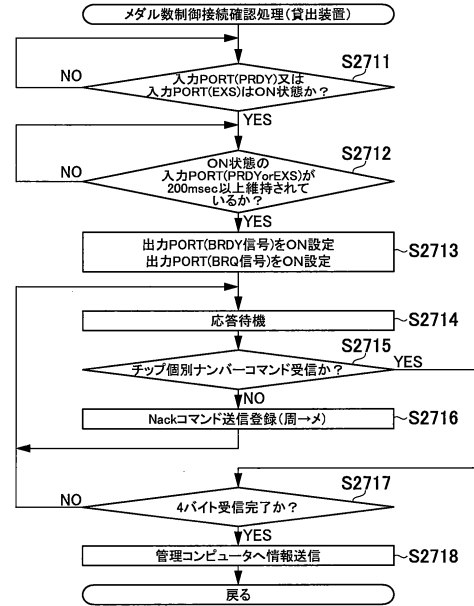 メダル数制御接続確認処理(貸出装置)
S2711
NO
入力PORT(PRDY)又は
入力PORT(EXS)はON状態か?
YES
S2712
NO
ON状態の
入力PORT(PRDYorEXS)が
200msec以上維持されて
いるか?
YES
出力PORT(BRDY信号)をON設定
出力PORT(BRQ信号)をON設定
S2713
応答待機
S2714
S2715
チップ個別ナンバーコマンド受信か?
YES
NO
Nackコマンド送信登録(周→メ)
S2716
S2717
NO
4バイト受信完了か?
YES
管理コンピュータへ情報送信
S2718
戻る